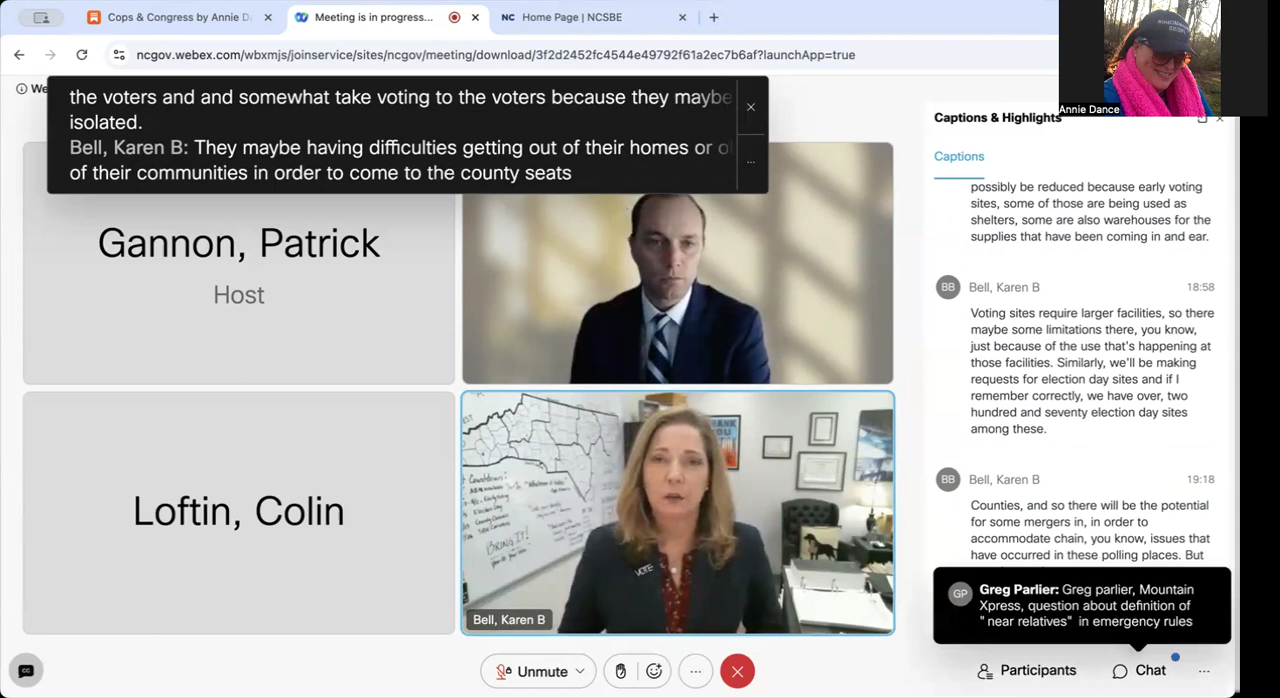 Cops & Congress by Annie D
Meeting is in progress...
Home Page | NCSBE
ncgov.webex.com/wbxmjs/joinservice/sites/ncgov/meeting/download/3f2d2452fc4544e49792f61a2ec7b6af?launchApp=true
We
the voters and and somewhat take voting to the voters because they maybe
isolated.
Bell, Karen B: They maybe having difficulties getting out of their homes or
of their communities in order to come to the county seats
Annie Dance
Gannon, Patrick
Host
Loftin, Colin
THANK
YOU
BRING IT!
VOTE
Bell, Karen B
Captions & Highlights
Captions
possibly be reduced because early voting
sites, some of those are being used as
shelters, some are also warehouses for the
supplies that have been coming in and ear.
BB Bell, Karen B 18:58
Voting sites require larger facilities, so there
maybe some limitations there, you know,
just because of the use that's happening at
those facilities. Similarly, we'll be making
requests for election day sites and if I
remember correctly, we have over, two
hundred and seventy election day sites
among these.
BB Bell, Karen B 19:18
Counties, and so there will be the potential
for some mergers in, in order to
accommodate chain, you know, issues that
have occurred in these polling places. But
GP Greg Parlier: Greg parlier, Mountain
Xpress, question about definition of
"near relatives" in emergency rules
cc
Unmute
Participants
Chat